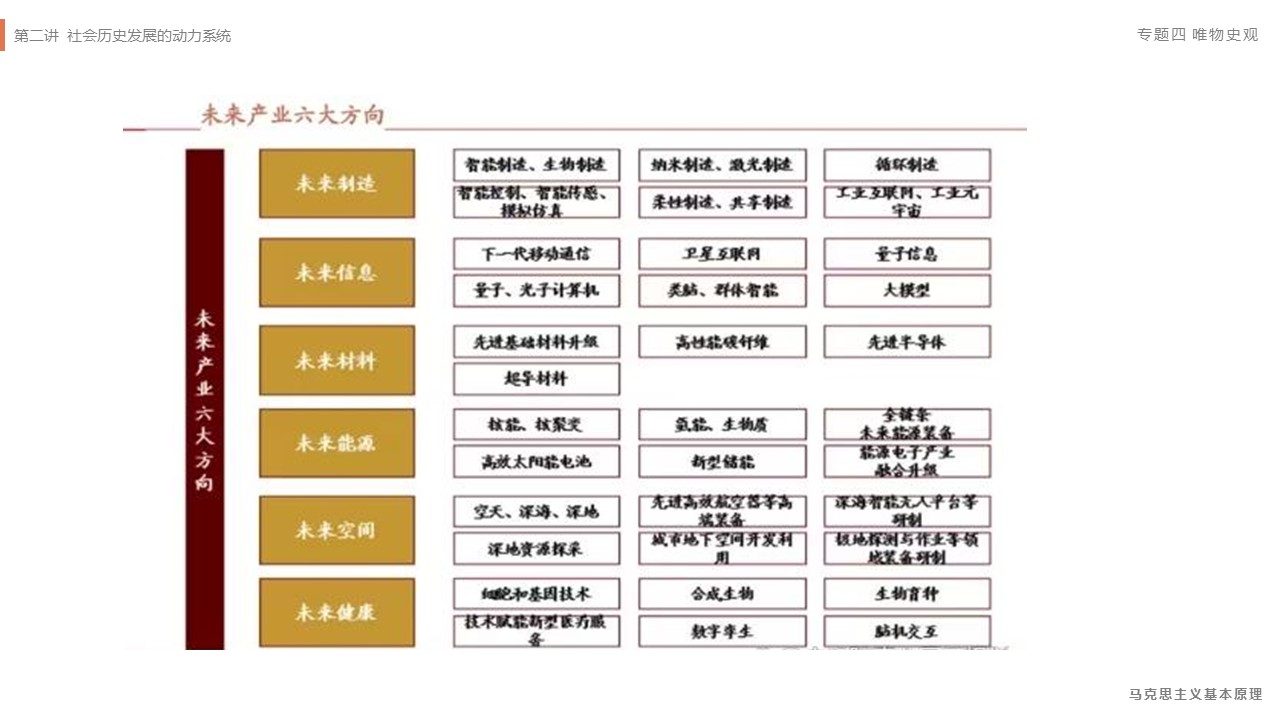 第二讲 社会历史发展的动力系统
专题四 唯物史观
未来产业六大方向
未来产业六大方向
未来制造
智能制造、生物制造
纳米制造、激光制造
循环制造
智能控制、智能传感、
模拟仿真
柔性制造、共享制造
工业互联网、工业元
宇宙
未来信息
下一代移动通信
卫星互联网
量子信息
量子、光子计算机
类脑、群体智能
大模型
未来材料
先进基础材料升级
高性能碳纤维
先进半导体
超导材料
未来能源
核能、核聚变
氢能、生物质
全链条
未来能源装备
高效太阳能电池
新型储能
能源电子产业
融合升级
未来空间
空天、深海、深地
先进高效航空器等高
端装备
深海智能无人平台等
研制
深地资源探采
城市地下空间开发利
用
极地探测与作业等领
域装备研制
未来健康
细胞和基因技术
合成生物
生物育种
技术赋能新型医疗服
务
数字孪生
脑机交互
马克思主义基本原理